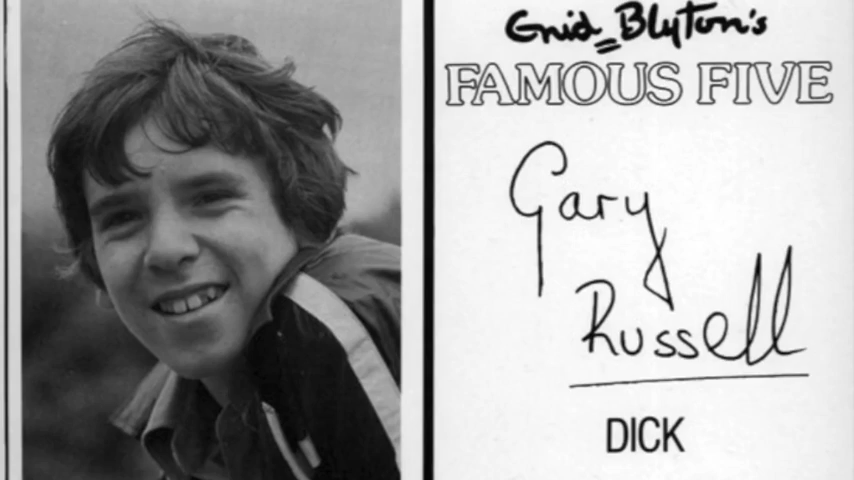 Enid Blyton's
FAMOUS FIVE
Gary
Russell
DICK